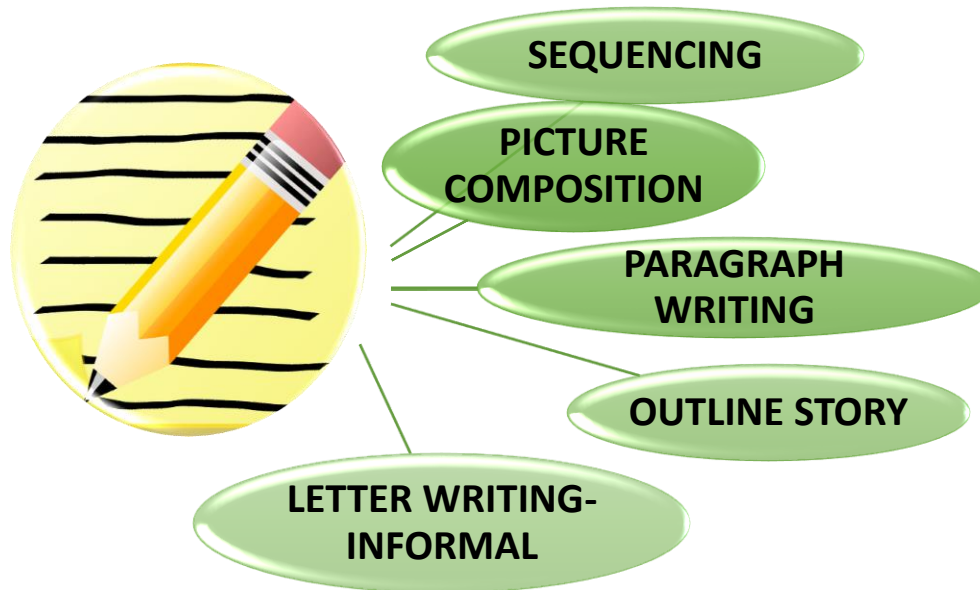 SEQUENCING
PICTURE
COMPOSITION
PARAGRAPH
WRITING
OUTLINE STORY
LETTER WRITING-
INFORMAL